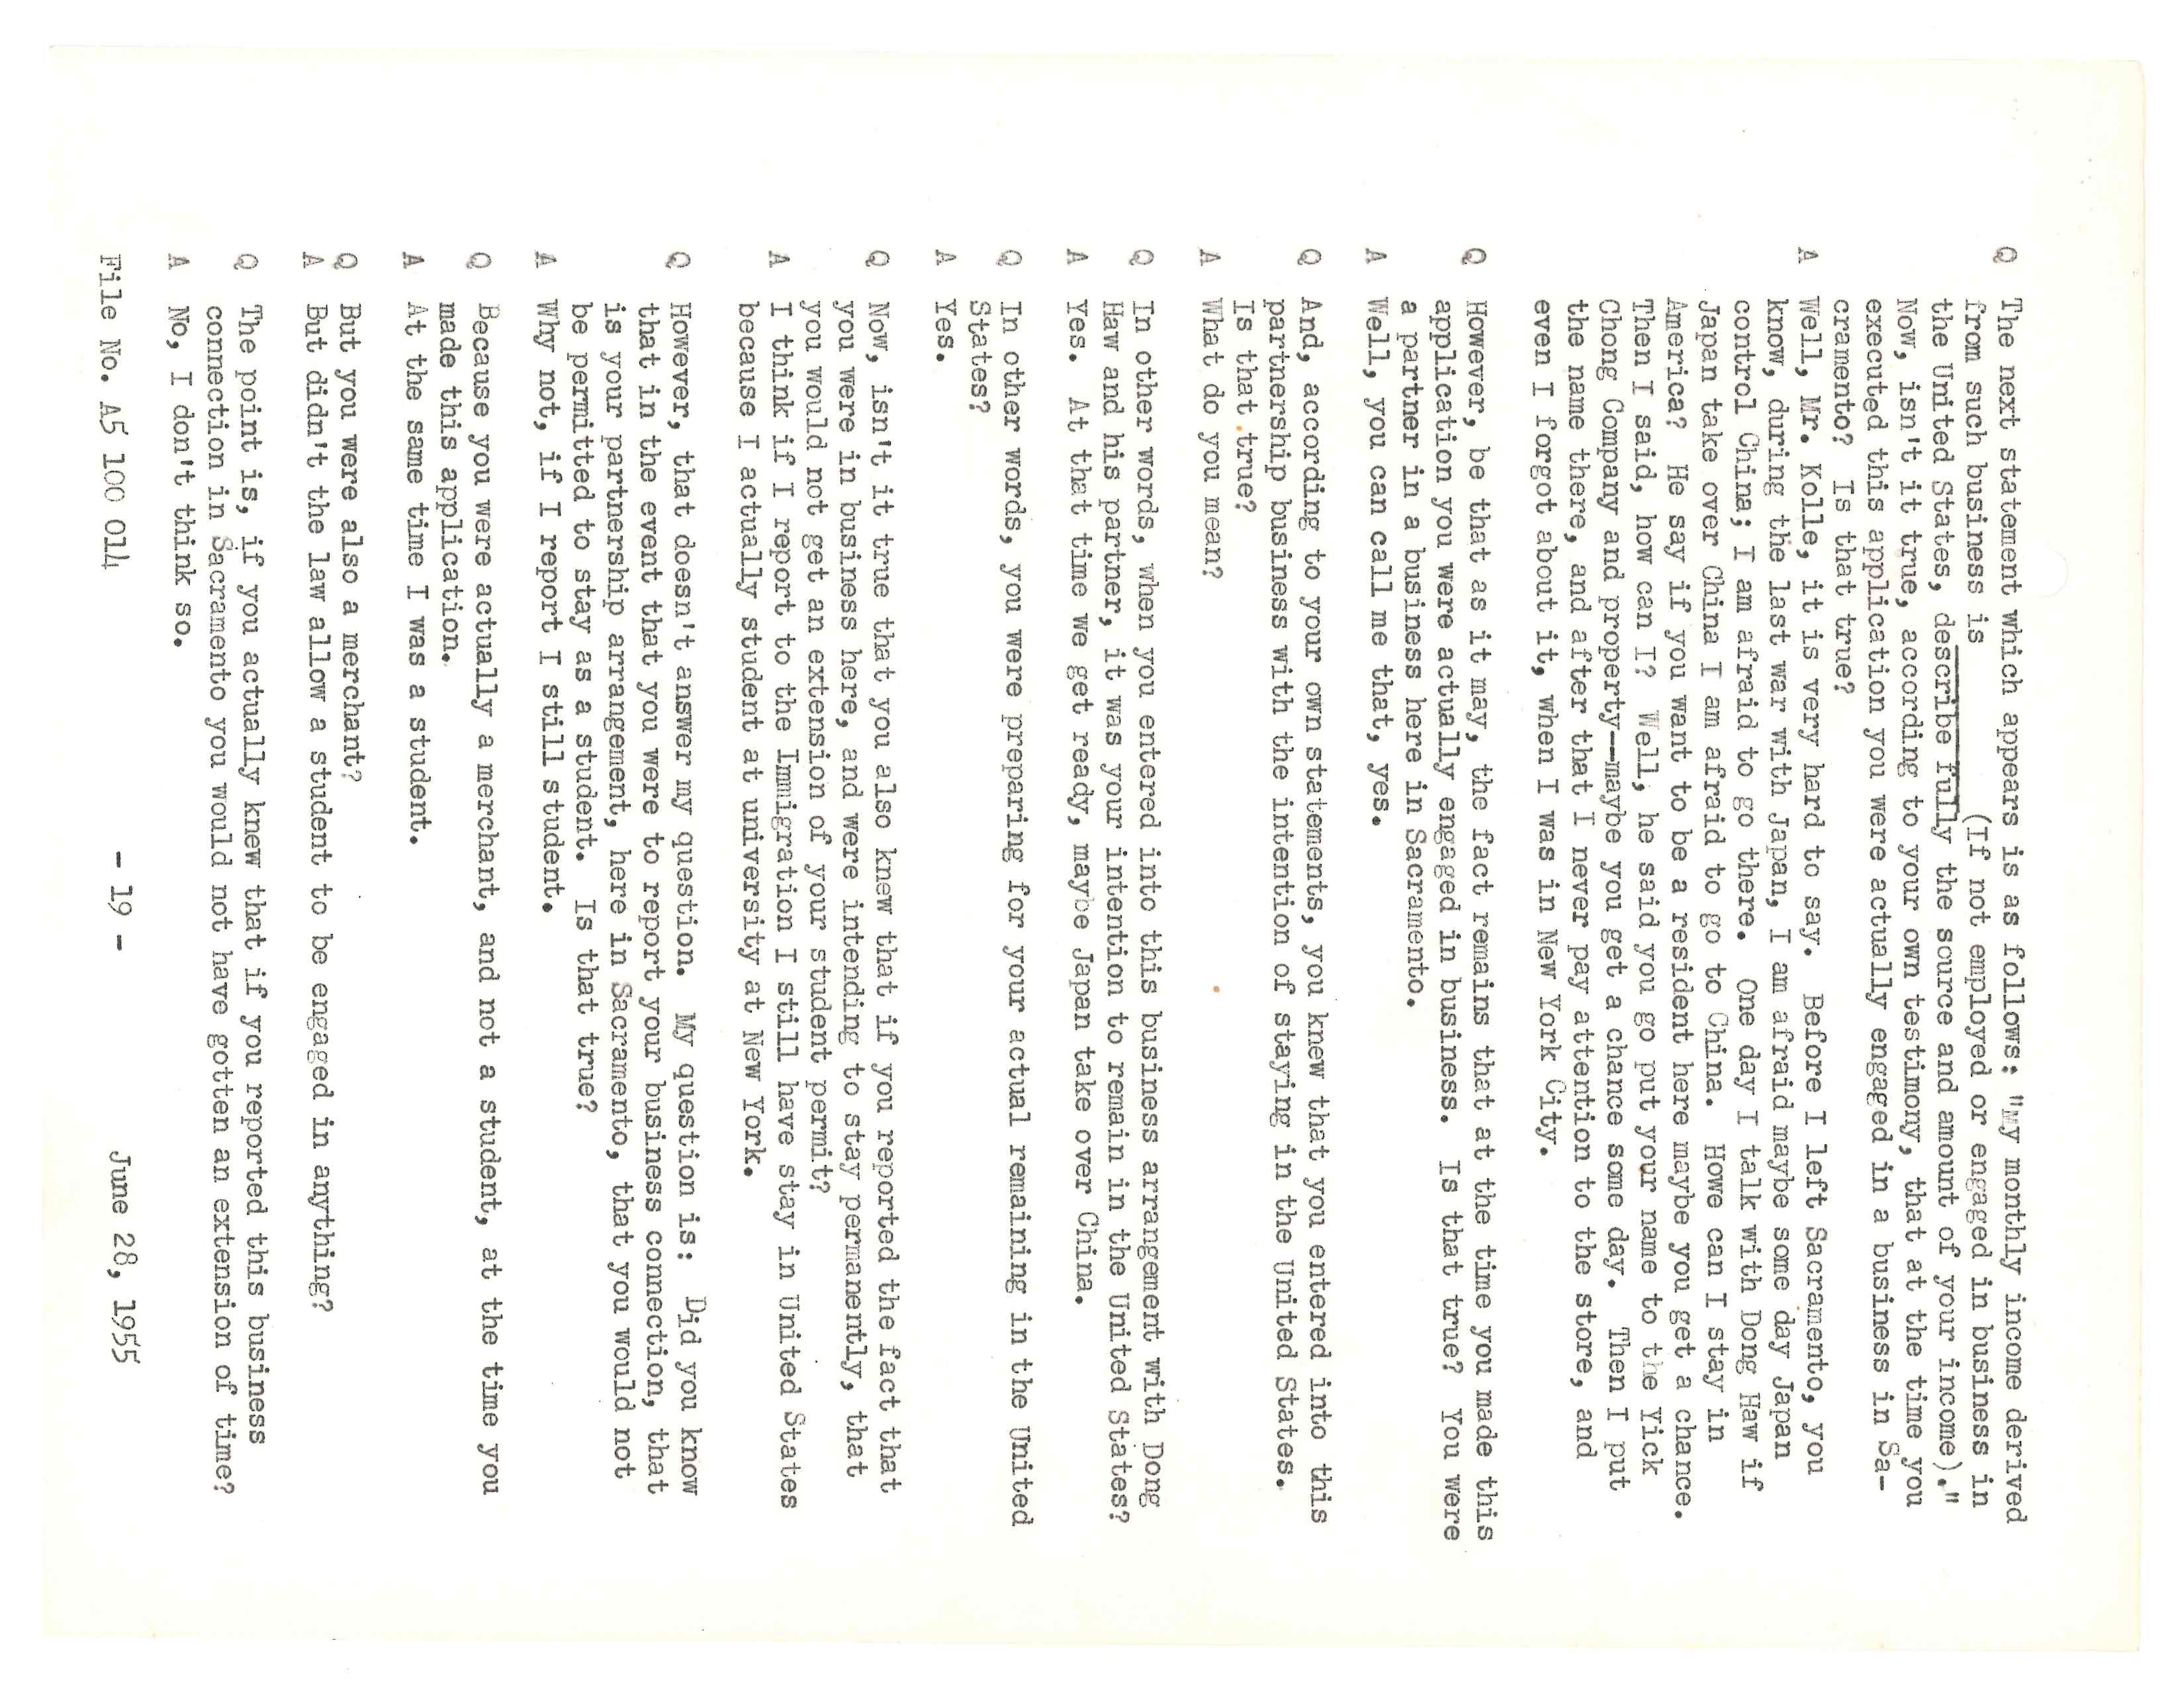 Q The next statement which appears is as follows: "My monthly income derived
from such business is__________(If not employed or engaged in business in
the United States, describe fully the source and amount of your income)."
Now, isn't it true, according to your own testimony, that at the time you
executed this application you were actually engaged in a business in Sa-
cramento? Is that true?
A Well, Mr. Kolle, it is very hard to say. Before I left Sacramento, you
know, during the last war with Japan, I am afraid maybe some day Japan
control China; I am afraid to go there. One day I talk with Dong Haw if
Japan take over China I am afraid to go to China. Howe can I stay in
America? He say if you want to be a resident here maybe you get a chance.
Then I said, how can I? Well, he said you go put your name to the Yick
Chong Company and property--maybe you get a chance some day. Then I put
the name there, and after that I never pay attention to the store, and
even I forgot about it, when I was in New York City.
Q However, be that as it may, the fact remains that at the time you made this
application you were actually engaged in business. Is that true? You were
a partner in a business here in Sacramento.
A Well, you can call me that, yes.
Q And, according to your own statements, you knew that you entered into this
partnership business with the intention of staying in the United States.
Is that true?
A What do you mean?
Q In other words, when you entered into this business arrangement with Dong
Haw and his partner, it was your intention to remain in the United States?
A Yes. At that time we get ready, maybe Japan take over China.
Q In other words, you were preparing for your actual remaining in the United
States?
A Yes.
Q Now, isn't it true that you also knew that if you reported the fact that
you were in business here, and were intending to stay permanently, that
you would not get an extension of your student permit?
A I think if I report to the Immigration I still have stay in United States
because I actually student at university at New York.
Q However, that doesn't answer my question. My question is: Did you know
that in the event that you were to report your business connection, that
is your partnership arrangement, here in Sacramento, that you would not
be permitted to stay as a student. Is that true?
A Why not, if I report I still student.
Q Because you were actually a merchant, and not a student, at the time you
made this application.
A At the same time I was a student.
Q But you were also a merchant?
A But didn't the law allow a student to be engaged in anything?
Q The point is, if you actually knew that if you reported this business
connection in Sacramento you would not have gotten an extension of time?
A No, I don't think so.
File No. A5 100 014 - 19 - June 28, 1955